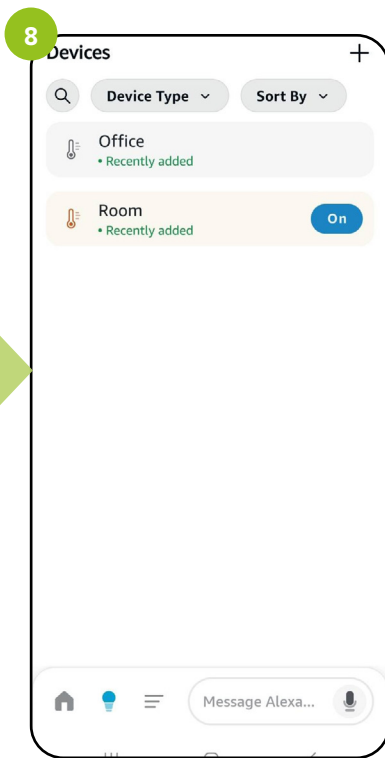 8
Devices
Device Type
Sort By
Office
• Recently added
Room
• Recently added
On
Message Alexa...